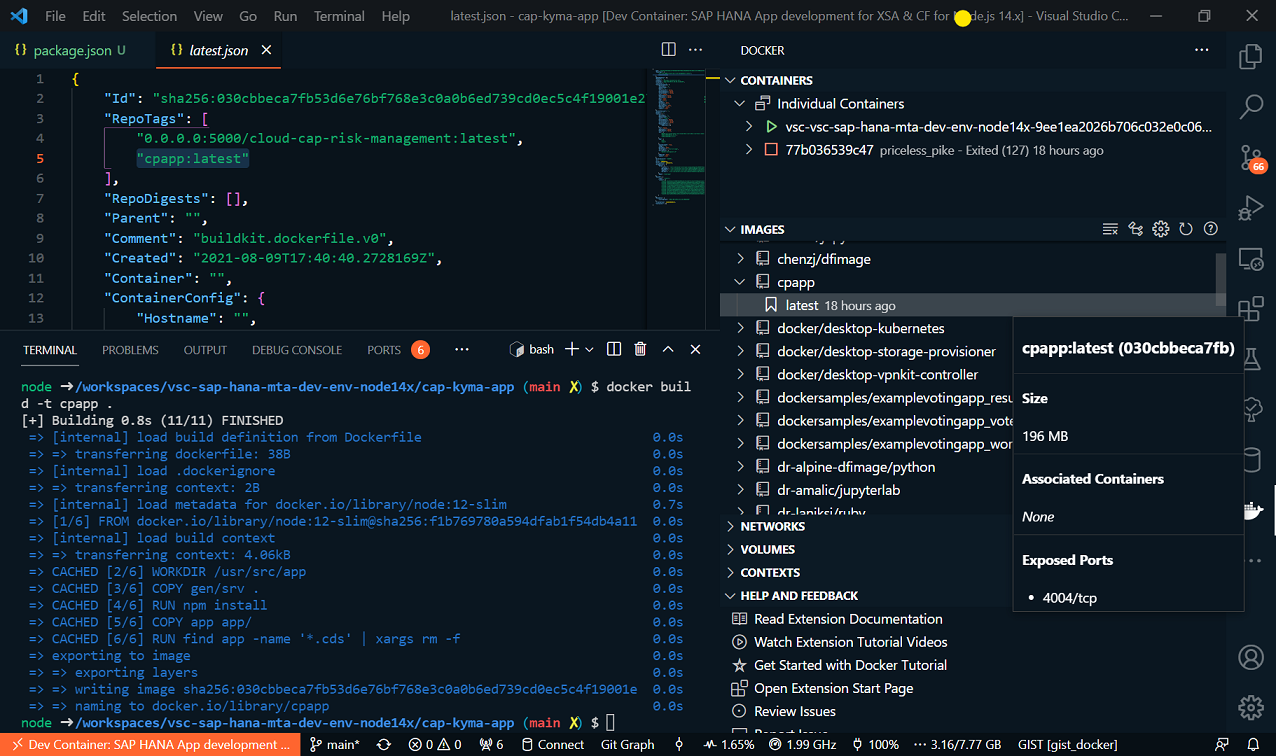 File Edit Selection View Go Run Terminal Help
latest.json - cap-kyma-app [Dev Container: SAP HANA App development for XSA & CF for Node.js 14.x] - Visual Studio C...
{} package.json U
{} latest.json
DOCKER
1 {
2 "Id": "sha256:030cbbeca7fb53d6e76bf768e3c0a0b6ed739cd0ec5c4f19001e2
3 "RepoTags": [
4 "0.0.0.0:5000/cloud-cap-risk-management:latest",
5 "cpapp:latest"
6 ],
7 "RepoDigests": [],
8 "Parent": "",
9 "Comment": "buildkit.dockerfile.v0",
10 "Created": "2021-08-09T17:40:40.2728169Z",
11 "Container": "",
12 "ContainerConfig": {
13 "Hostname": "",
CONTAINERS
Individual Containers
vsc-vsc-sap-hana-mta-dev-env-node14x-9ee1ea2026b706c032e0c06...
77b036539c47 priceless_pike - Exited (127) 18 hours ago
IMAGES
chenzj/dfimage
cpapp
latest 18 hours ago
docker/desktop-kubernetes
docker/desktop-storage-provisioner
docker/desktop-vpnkit-controller
dockersamples/examplevotingapp_resu
dockersamples/examplevotingapp_vote
dockersamples/examplevotingapp_wor
dr-alpine-dfimage/python
dr-amalic/jupyterlab
dr-laniksj/ruby
cpapp:latest (030cbbeca7fb)
Size
196 MB
Associated Containers
None
Exposed Ports
• 4004/tcp
NETWORKS
VOLUMES
CONTEXTS
HELP AND FEEDBACK
Read Extension Documentation
Watch Extension Tutorial Videos
Get Started with Docker Tutorial
Open Extension Start Page
Review Issues
Report Issue
66
TERMINAL PROBLEMS OUTPUT DEBUG CONSOLE PORTS 6 ... bash
node ➜/workspaces/vsc-sap-hana-mta-dev-env-node14x/cap-kyma-app (main ✗) $ docker buil
d -t cpapp .
[+] Building 0.8s (11/11) FINISHED
=> [internal] load build definition from Dockerfile 0.0s
=> => transferring dockerfile: 38B 0.0s
=> [internal] load .dockerignore 0.0s
=> => transferring context: 2B 0.0s
=> [internal] load metadata for docker.io/library/node:12-slim 0.7s
=> [1/6] FROM docker.io/library/node:12-slim@sha256:f1b769780a594dfab1f54db4a11 0.0s
=> [internal] load build context 0.0s
=> => transferring context: 4.06kB 0.0s
=> CACHED [2/6] WORKDIR /usr/src/app 0.0s
=> CACHED [3/6] COPY gen/srv . 0.0s
=> CACHED [4/6] RUN npm install 0.0s
=> CACHED [5/6] COPY app app/ 0.0s
=> CACHED [6/6] RUN find app -name '*.cds' | xargs rm -f 0.0s
=> exporting to image 0.0s
=> => exporting layers 0.0s
=> => writing image sha256:030cbbeca7fb53d6e76bf768e3c0a0b6ed739cd0ec5c4f19001e 0.0s
=> => naming to docker.io/library/cpapp 0.0s
node ➜/workspaces/vsc-sap-hana-mta-dev-env-node14x/cap-kyma-app (main ✗) $
Dev Container: SAP HANA App development ... main* 0 0 6 Connect Git Graph 1.65% 1.99 GHz 100% 3.16/7.77 GB GIST [gist_docker]